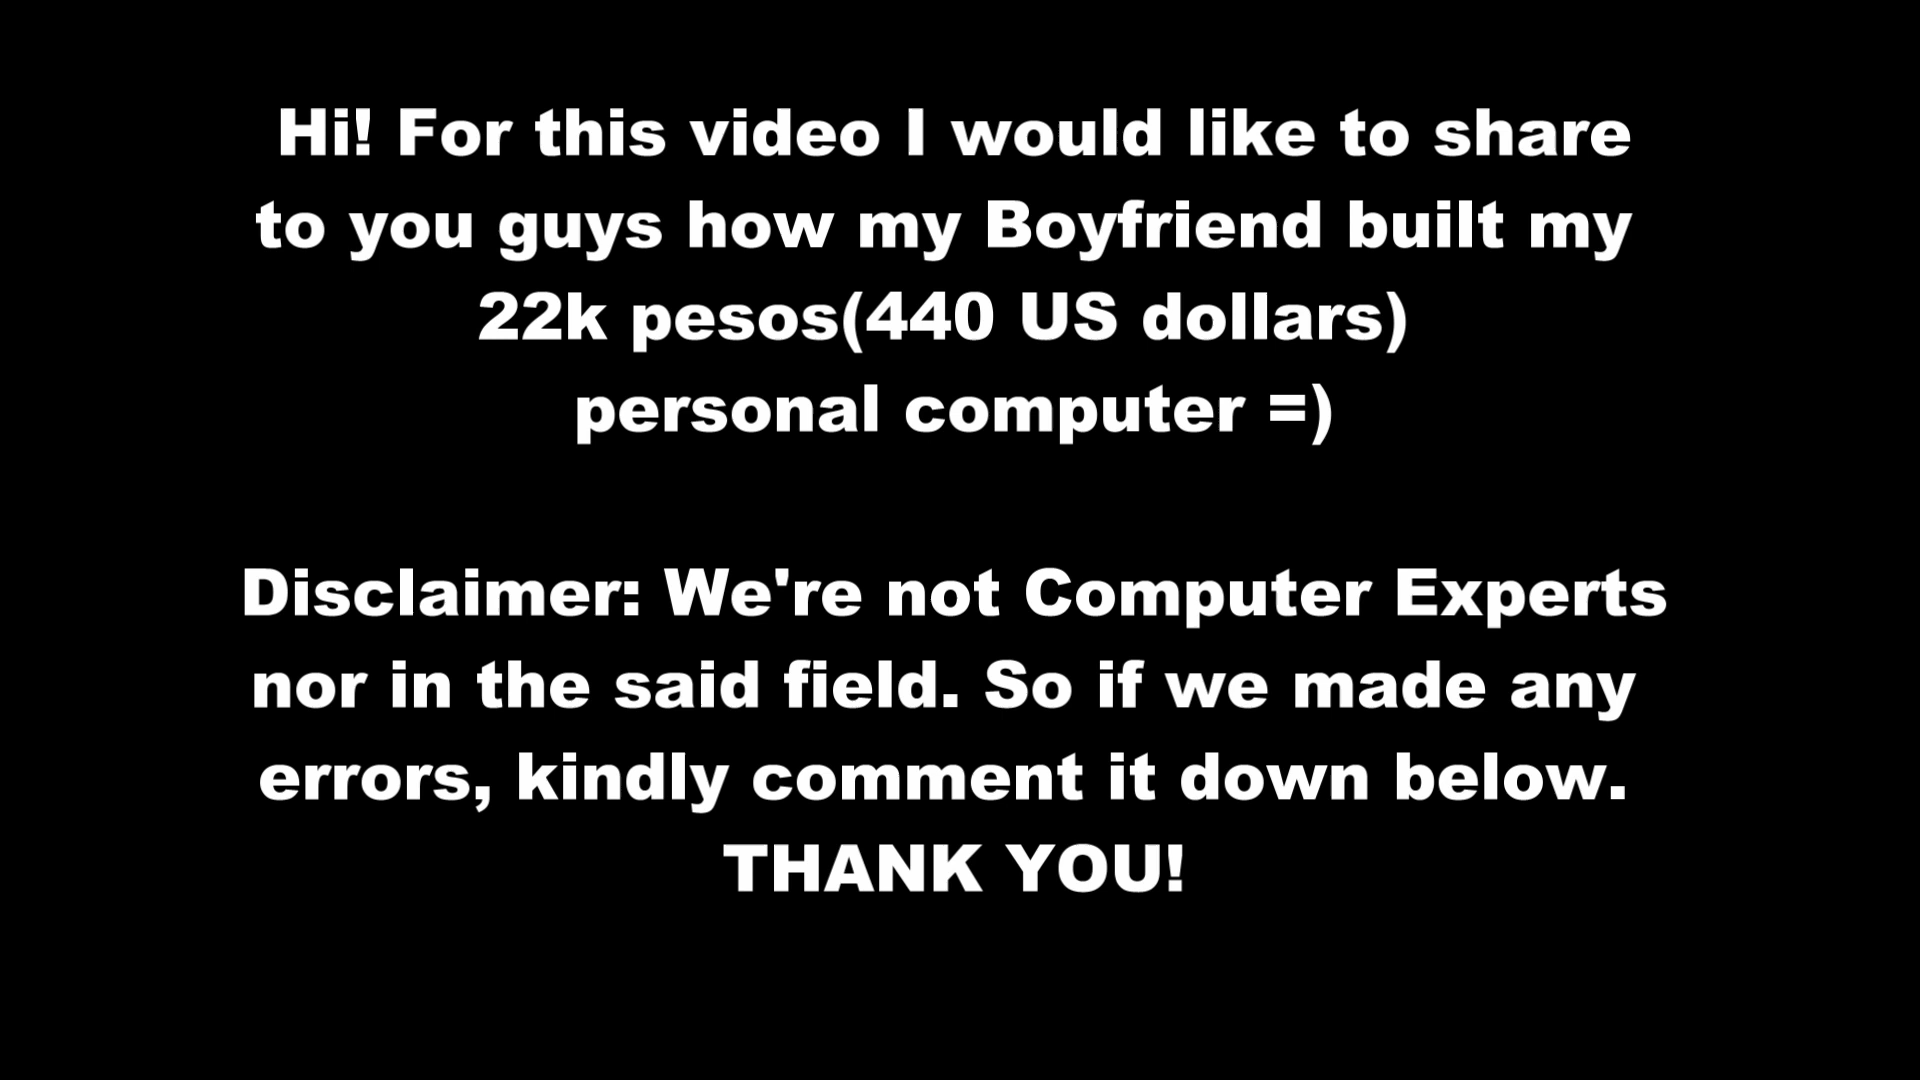 Hi! For this video I would like to share
to you guys how my Boyfriend built my
22k pesos(440 US dollars)
personal computer =)
Disclaimer: We're not Computer Experts
nor in the said field. So if we made any
errors, kindly comment it down below.
THANK YOU!